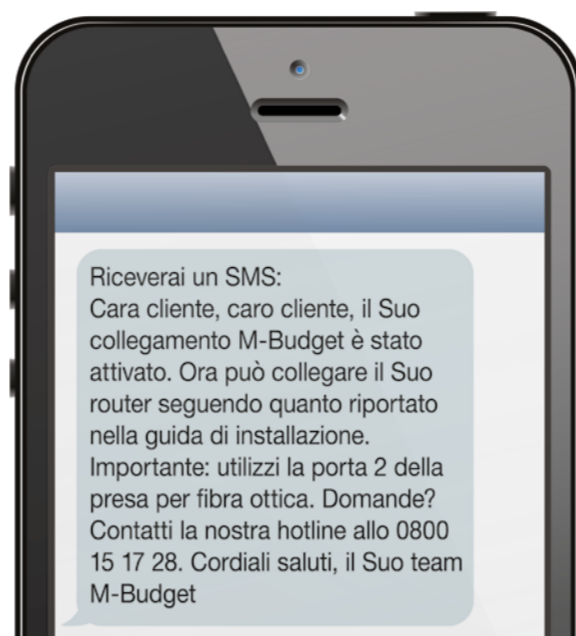 Riceverai un SMS:
Cara cliente, caro cliente, il Suo
collegamento M-Budget è stato
attivato. Ora può collegare il Suo
router seguendo quanto riportato
nella guida di installazione.
Importante: utilizzi la porta 2 della
presa per fibra ottica. Domande?
Contatti la nostra hotline allo 0800
15 17 28. Cordiali saluti, il Suo team
M-Budget